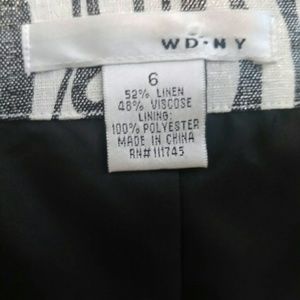 WD·NY
6
52% LINEN
48% VISCOSE
LINING:
100% POLYESTER
MADE IN CHINA
RN# 111745